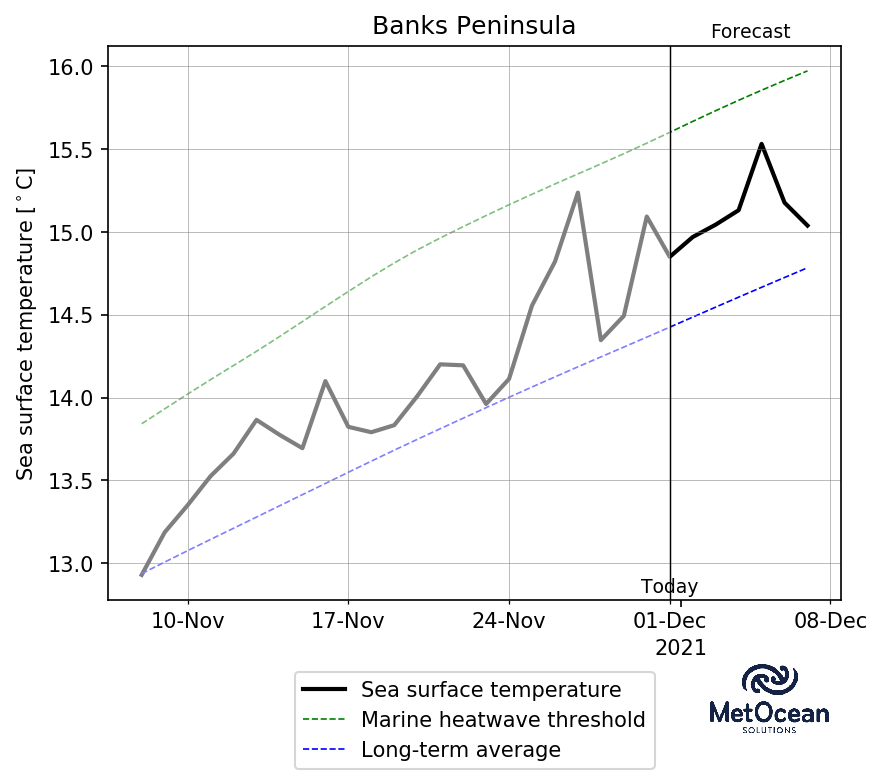 Banks Peninsula
Forecast
Sea surface temperature [°C]
16.0
15.5
15.0
14.5
14.0
13.5
13.0
Today
10-Nov 17-Nov 24-Nov 01-Dec 08-Dec
2021
Sea surface temperature
Marine heatwave threshold
Long-term average
MetOcean
SOLUTIONS